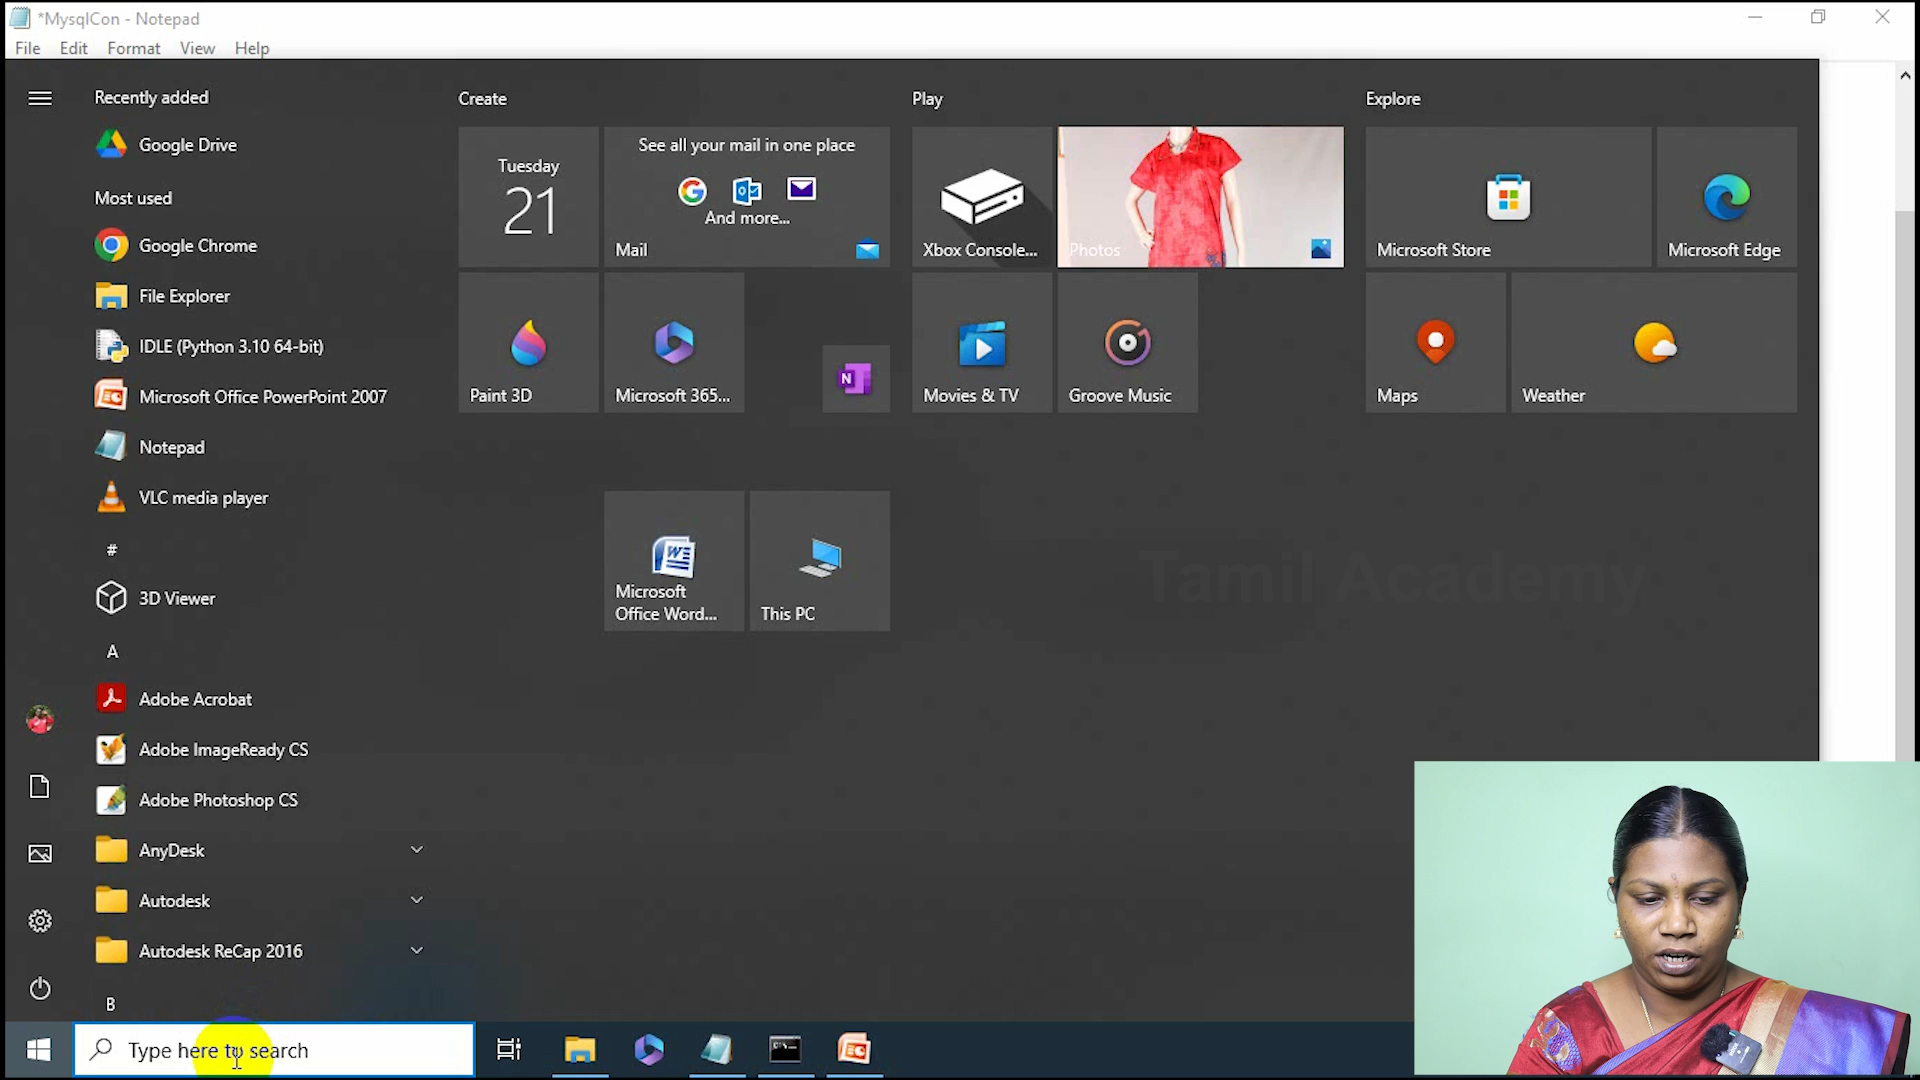 *MysqlCon - Notepad
File Edit Format View Help
Recently added
Google Drive
Most used
Google Chrome
File Explorer
IDLE (Python 3.10 64-bit)
Microsoft Office PowerPoint 2007
Notepad
VLC media player
#
3D Viewer
A
Adobe Acrobat
Adobe ImageReady CS
Adobe Photoshop CS
AnyDesk
Autodesk
Autodesk ReCap 2016
B
Create
Tuesday
21
See all your mail in one place
And more...
Mail
Paint 3D
Microsoft 365...
N
Microsoft
Office Word...
This PC
Play
Xbox Console...
Photos
Movies & TV
Groove Music
Explore
Microsoft Store
Microsoft Edge
Maps
Weather
Tamil Academy
Type here to search